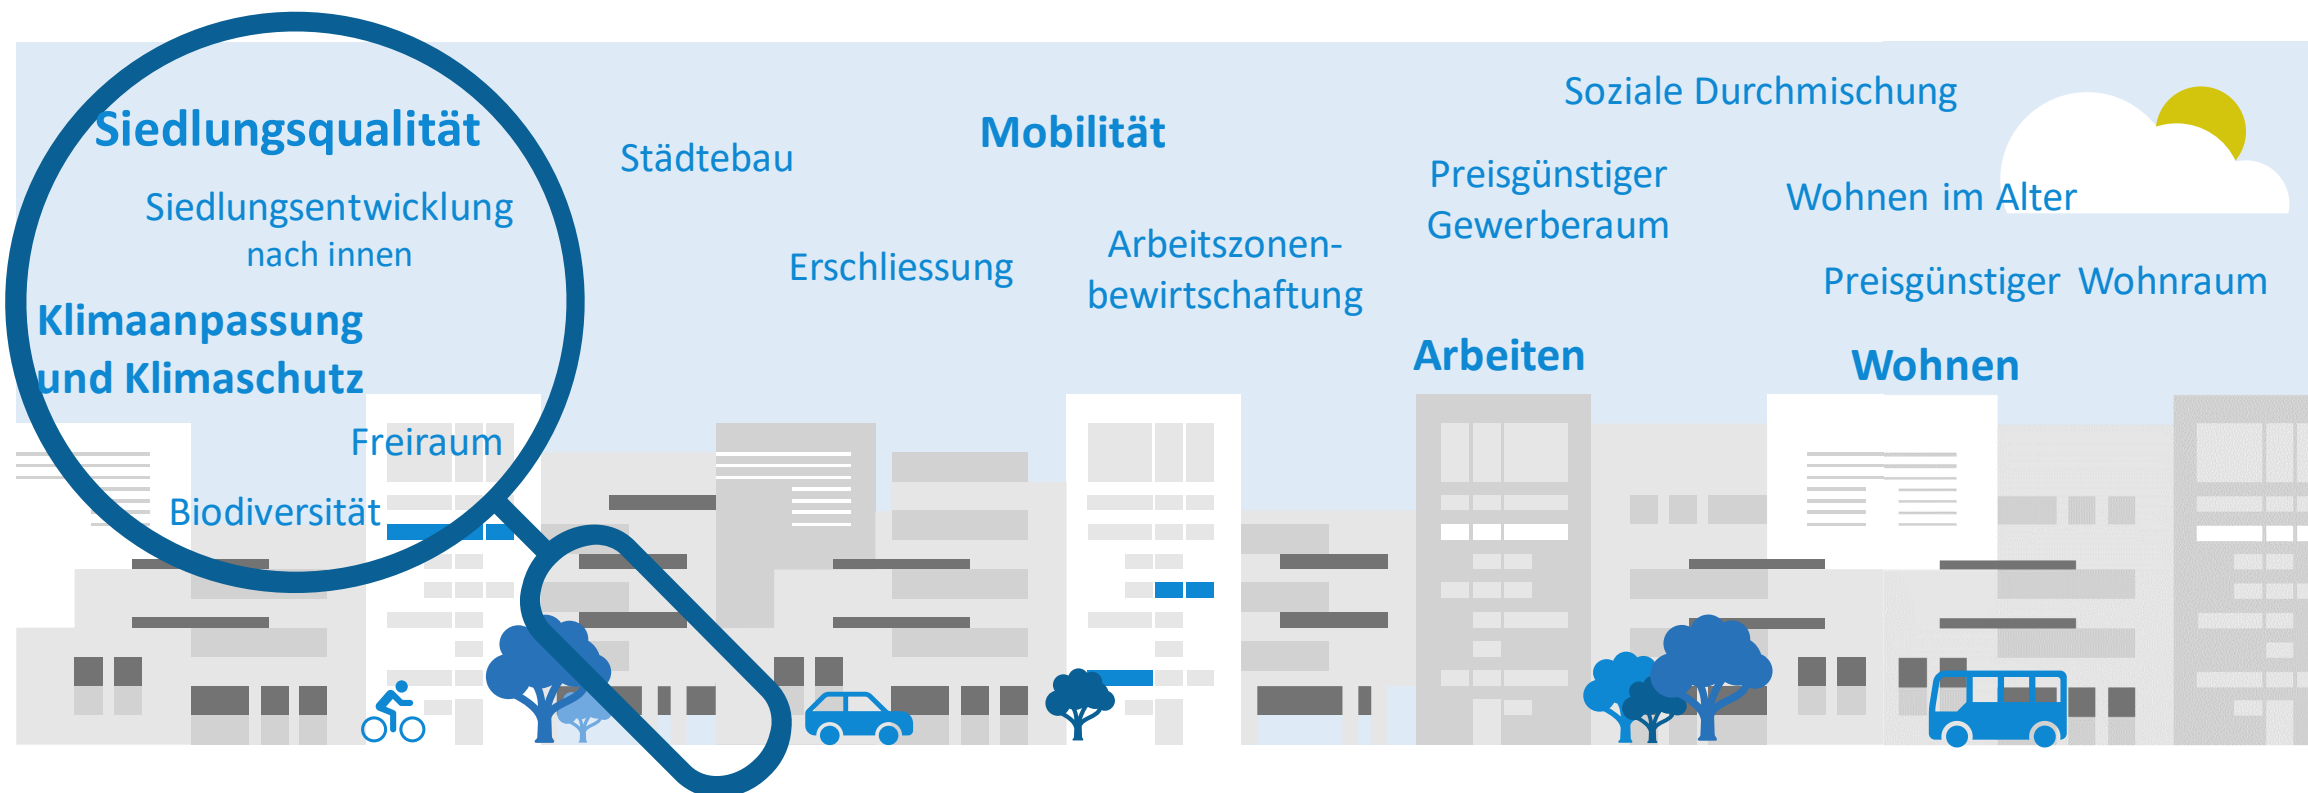 Siedlungsqualität
Siedlungsentwicklung
nach innen
Klimaanpassung
und Klimaschutz
Freiraum
Biodiversität
Städtebau
Erschliessung
Mobilität
Arbeitszonen-
bewirtschaftung
Soziale Durchmischung
Preisgünstiger
Gewerberaum
Arbeiten
Wohnen im Alter
Preisgünstiger Wohnraum
Wohnen